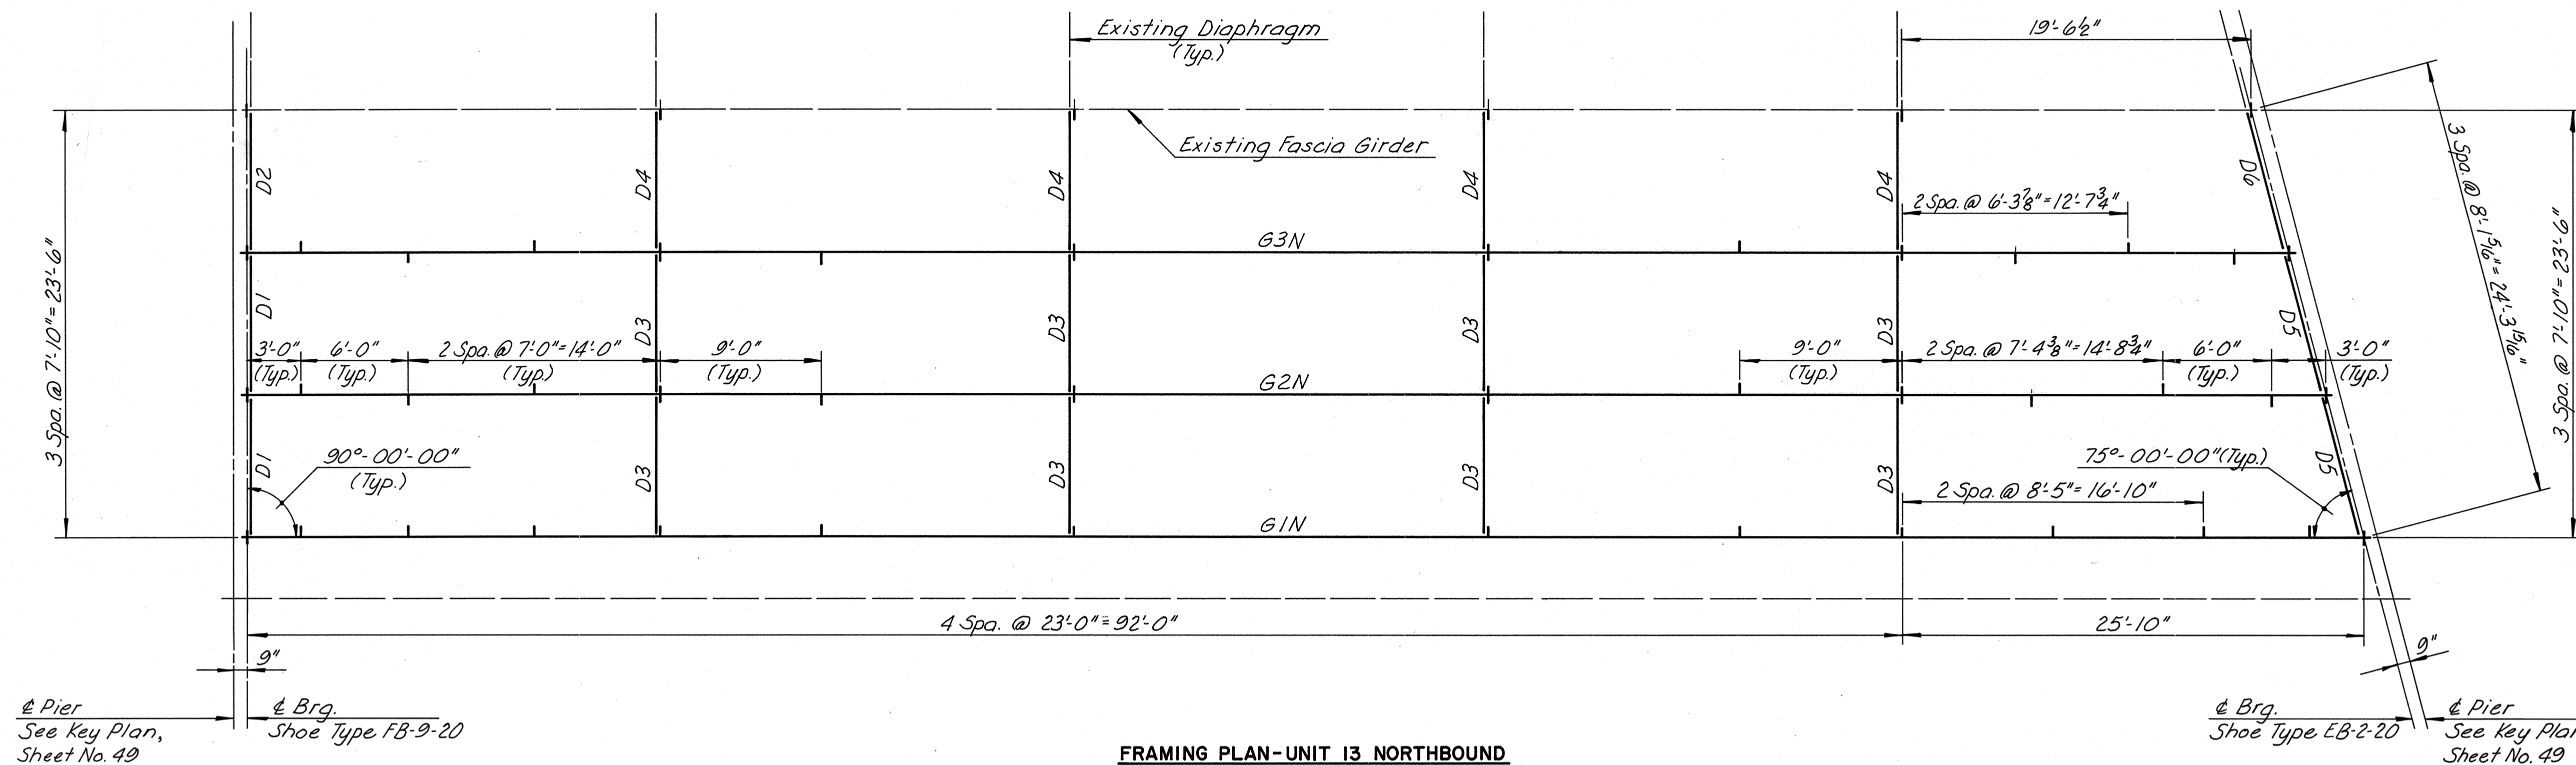 Existing Diaphragm
(Typ.)
19'-6½"
Existing Fascia Girder
3 Spa. @ 7'-10" = 23'-6"
D2
D4
D4
D4
D4
D6
2 Spa. @ 6'-3⅞" = 12'-7¾"
3 Spa. @ 8'-1 5/16" = 24'-3 15/16"
3 Spa. @ 7'-10" = 23'-6"
G3N
D1
D3
D3
D3
D3
D5
3'-0"
(Typ.)
6'-0"
(Typ.)
2 Spa. @ 7'-0" = 14'-0"
(Typ.)
9'-0"
(Typ.)
9'-0"
(Typ.)
2 Spa. @ 7'-4⅜" = 14'-8¾"
6'-0"
(Typ.)
3'-0"
(Typ.)
G2N
D1
90°-00'-00"
(Typ.)
D3
D3
D3
D3
75°-00'-00" (Typ.)
D5
2 Spa. @ 8'-5" = 16'-10"
G1N
4 Spa. @ 23'-0" = 92'-0"
25'-10"
9"
9"
℄ Pier
See Key Plan,
Sheet No. 49
℄ Brg.
Shoe Type FB-9-20
℄ Brg.
Shoe Type EB-2-20
℄ Pier
See Key Plan
Sheet No. 49
FRAMING PLAN-UNIT 13 NORTHBOUND